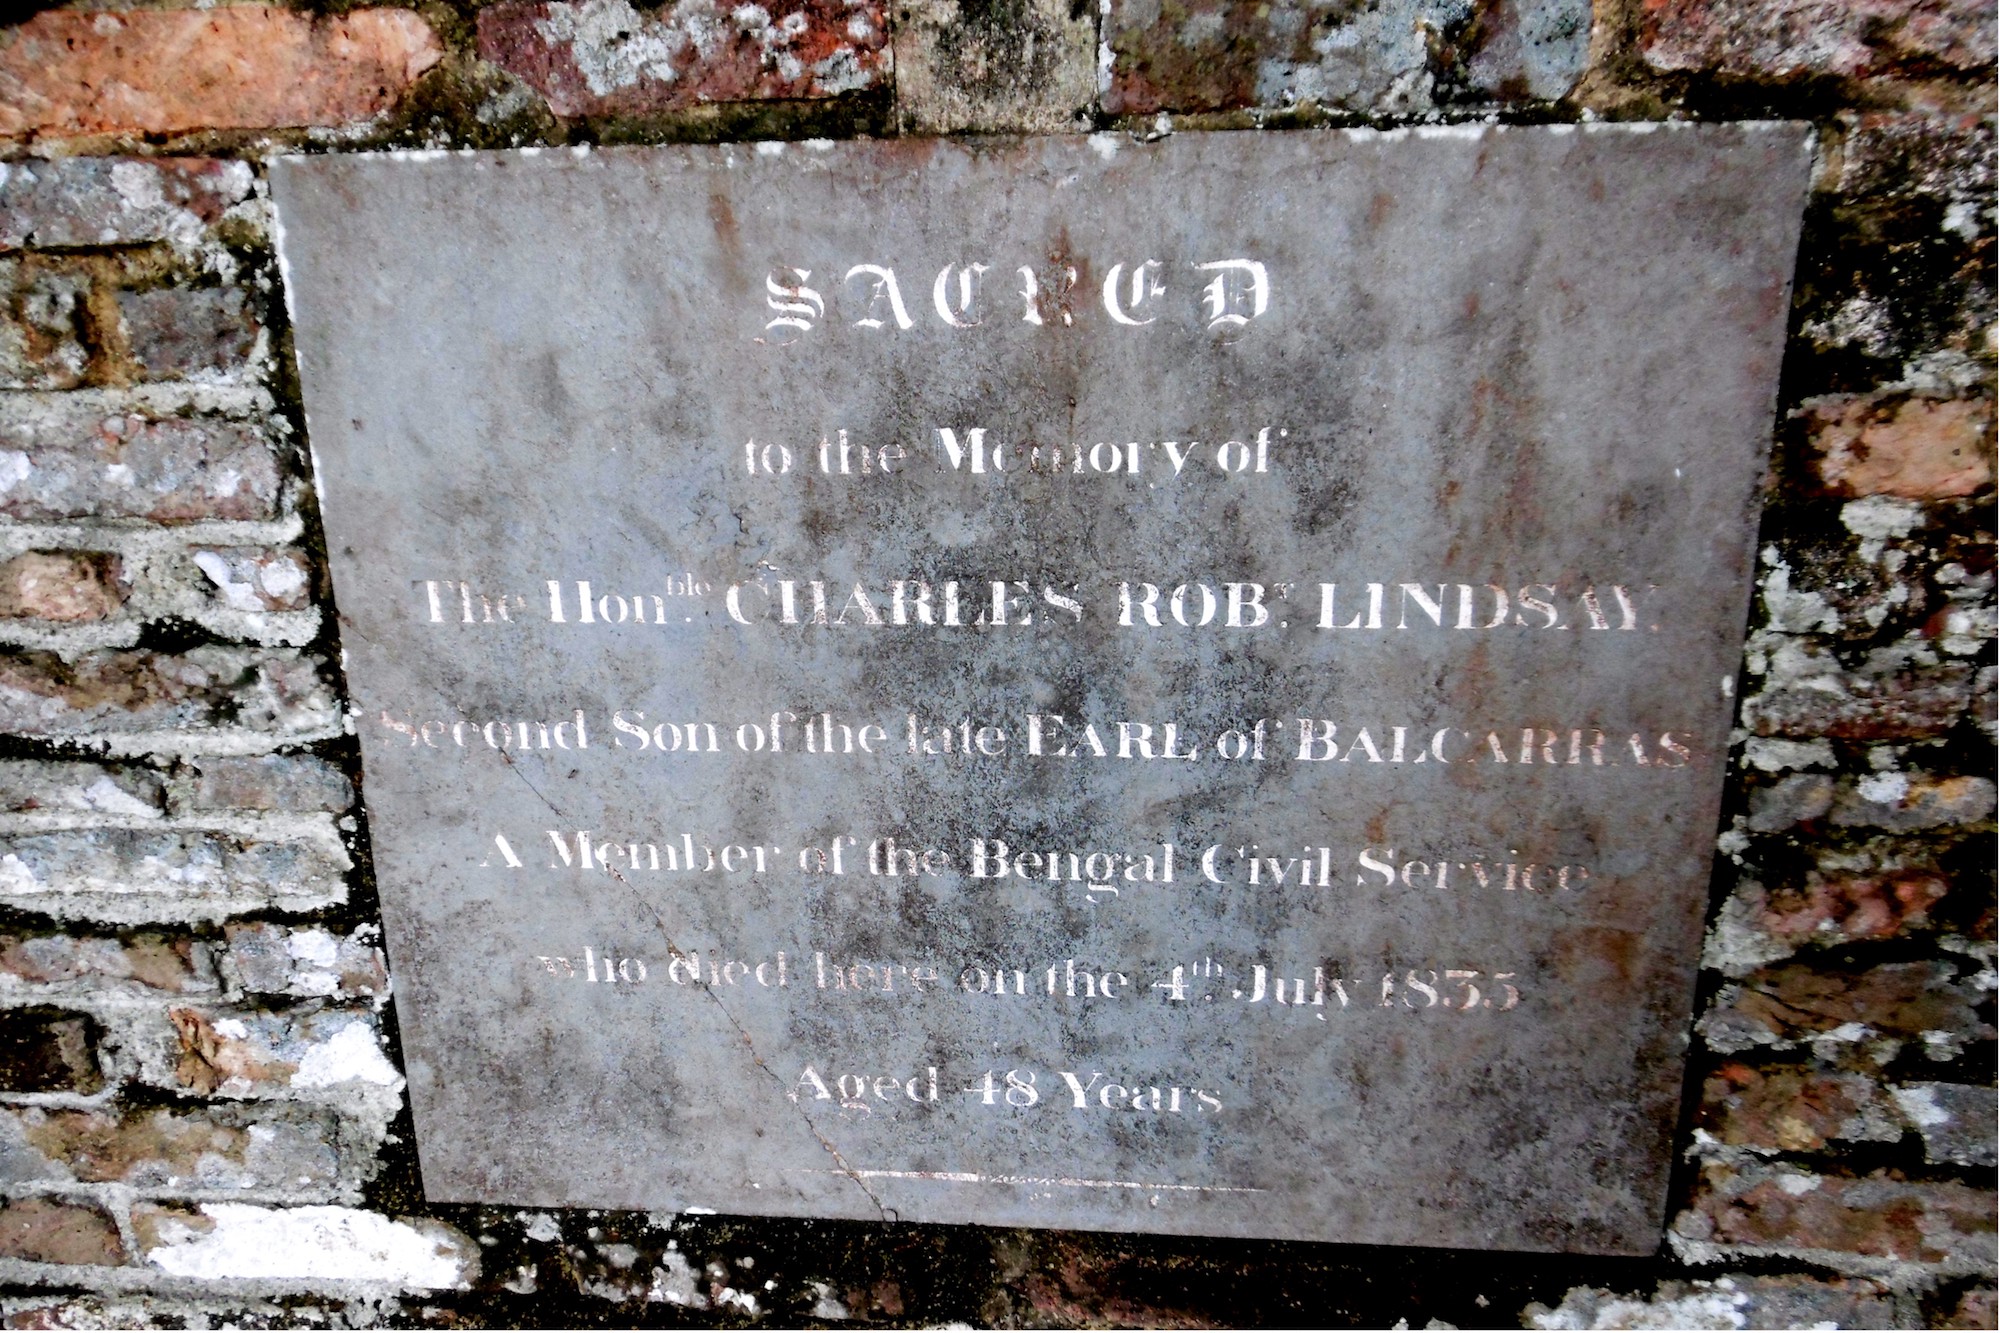 SACRED
to the Memory of
The Honble. CHARLES ROBT. LINDSAY.
Second Son of the late EARL of BALCARRAS
A Member of the Bengal Civil Service
who died here on the 4th. July 1835
Aged 48 Years